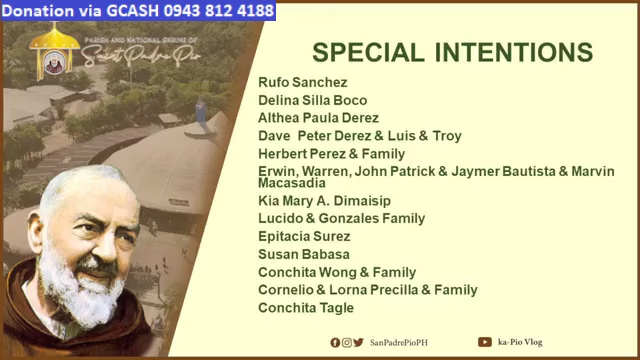 Donation via GCASH 0943 812 4188
PARISH AND NATIONAL SHRINE OF
Saint Padre Pio
SPECIAL INTENTIONS
Rufo Sanchez
Delina Silla Boco
Althea Paula Derez
Dave Peter Derez & Luis & Troy
Herbert Perez & Family
Erwin, Warren, John Patrick & Jaymer Bautista & Marvin
Macasadia
Kia Mary A. Dimaisip
Lucido & Gonzales Family
Epitacia Surez
Susan Babasa
Conchita Wong & Family
Cornelio & Lorna Precilla & Family
Conchita Tagle
SanPadrePioPH
ka-Pio Vlog